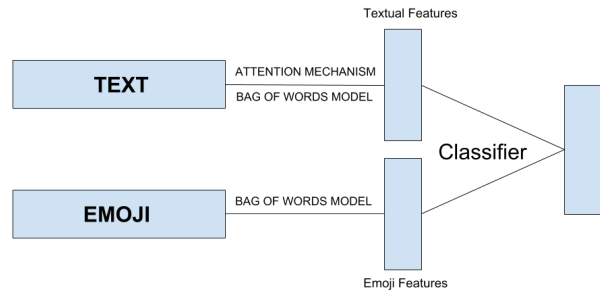 Textual Features
TEXT
ATTENTION MECHANISM
BAG OF WORDS MODEL
Classifier
EMOJI
BAG OF WORDS MODEL
Emoji Features